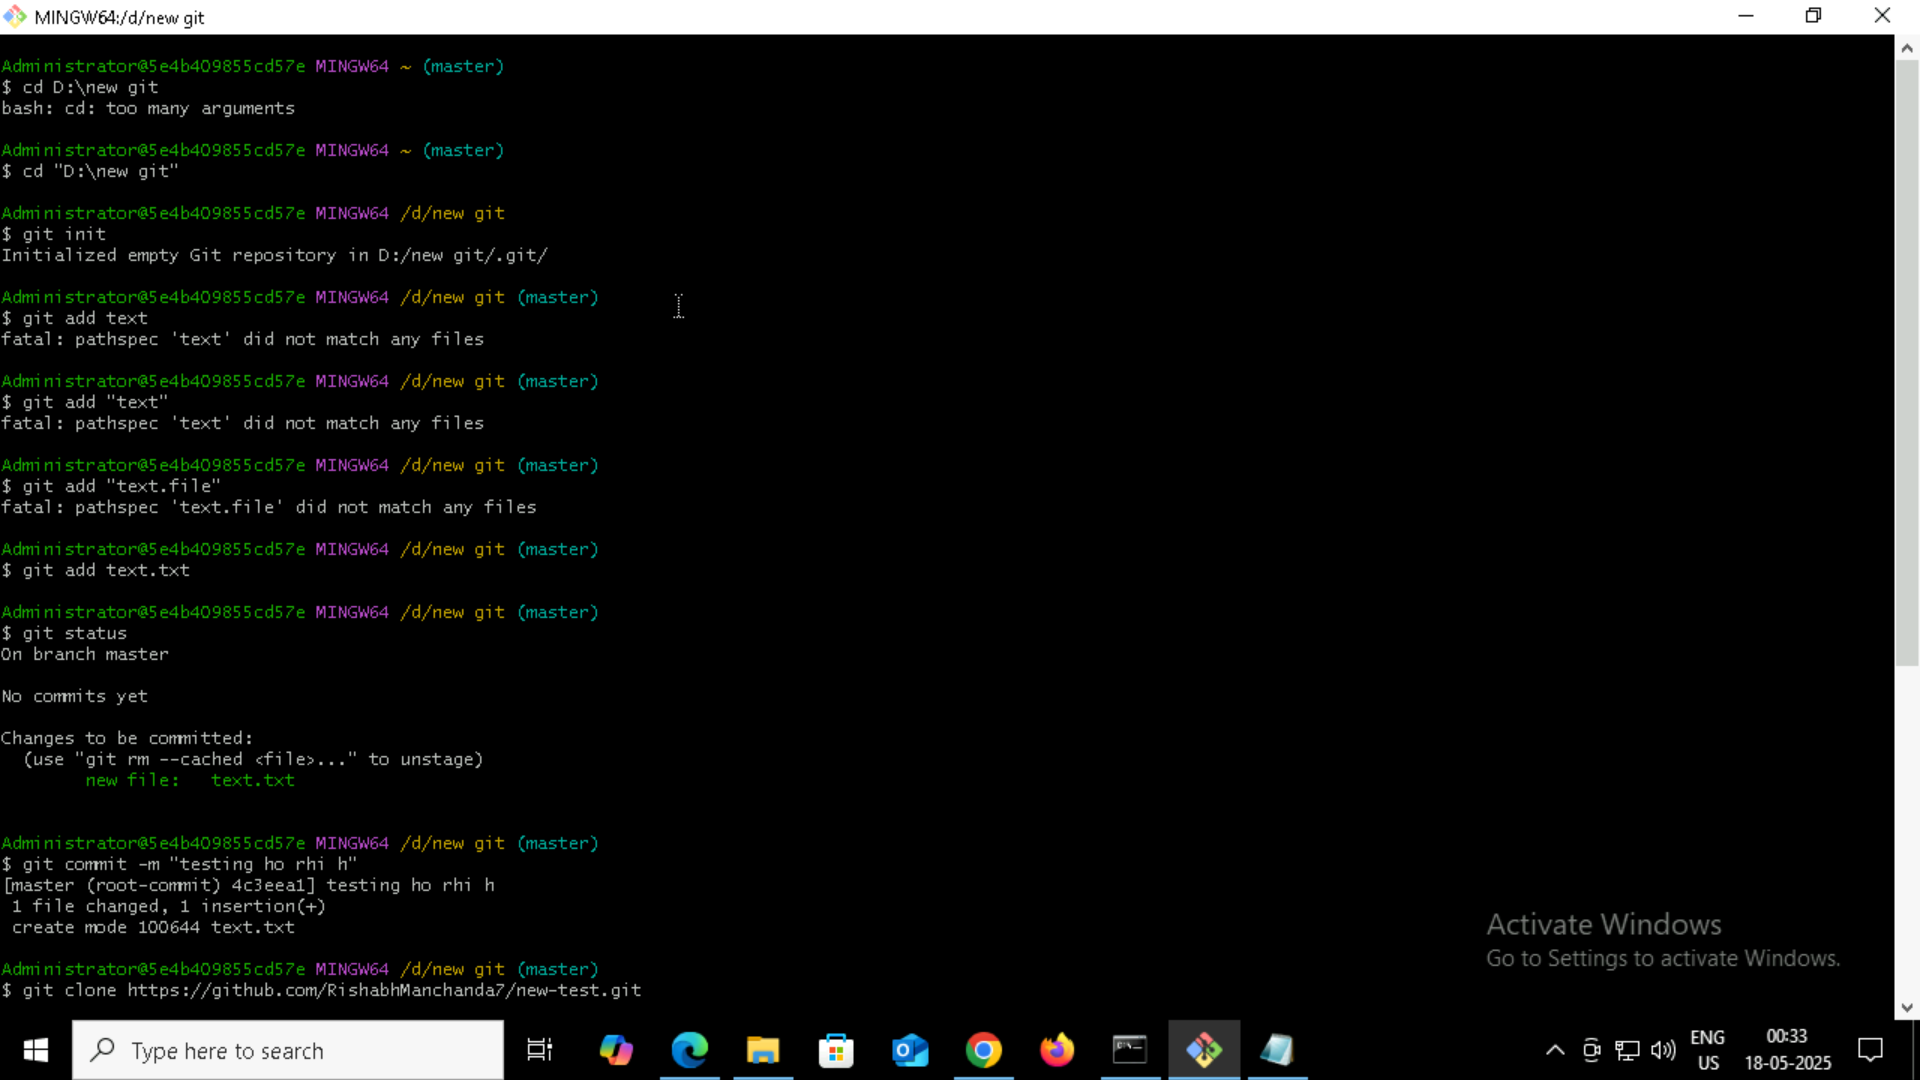 MINGW64:/d/new git
Administrator@5e4b409855cd57e MINGW64 ~ (master)
$ cd D:\new git
bash: cd: too many arguments
Administrator@5e4b409855cd57e MINGW64 ~ (master)
$ cd "D:\new git"
Administrator@5e4b409855cd57e MINGW64 /d/new git
$ git init
Initialized empty Git repository in D:/new git/.git/
Administrator@5e4b409855cd57e MINGW64 /d/new git (master)
$ git add text
fatal: pathspec 'text' did not match any files
Administrator@5e4b409855cd57e MINGW64 /d/new git (master)
$ git add "text"
fatal: pathspec 'text' did not match any files
Administrator@5e4b409855cd57e MINGW64 /d/new git (master)
$ git add "text.file"
fatal: pathspec 'text.file' did not match any files
Administrator@5e4b409855cd57e MINGW64 /d/new git (master)
$ git add text.txt
Administrator@5e4b409855cd57e MINGW64 /d/new git (master)
$ git status
On branch master
No commits yet
Changes to be committed:
(use "git rm --cached <file>..." to unstage)
new file:   text.txt
Administrator@5e4b409855cd57e MINGW64 /d/new git (master)
$ git commit -m "testing ho rhi h"
[master (root-commit) 4c3eea1] testing ho rhi h
1 file changed, 1 insertion(+)
create mode 100644 text.txt
Administrator@5e4b409855cd57e MINGW64 /d/new git (master)
$ git clone https://github.com/RishabhManchanda7/new-test.git
Activate Windows
Go to Settings to activate Windows.
Type here to search
ENG
US
00:33
18-05-2025